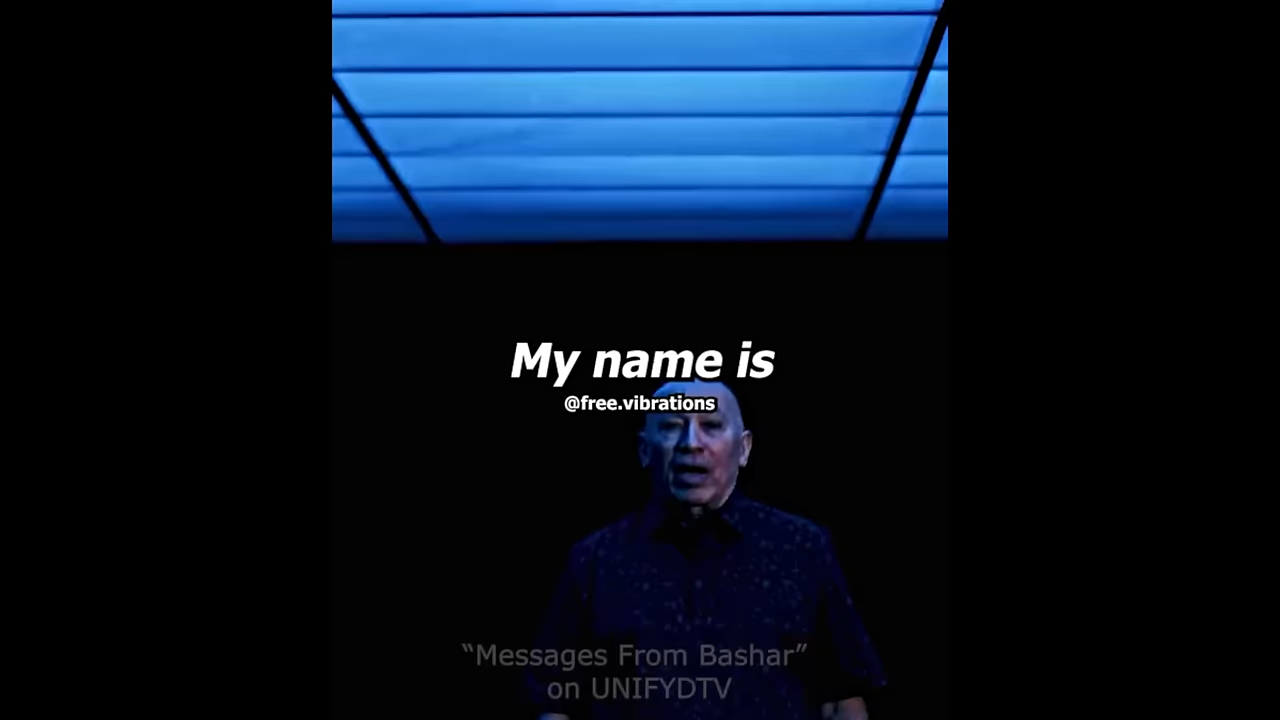 My name is
@free.vibrations
“Messages From Bashar”
on UNIFYDTV